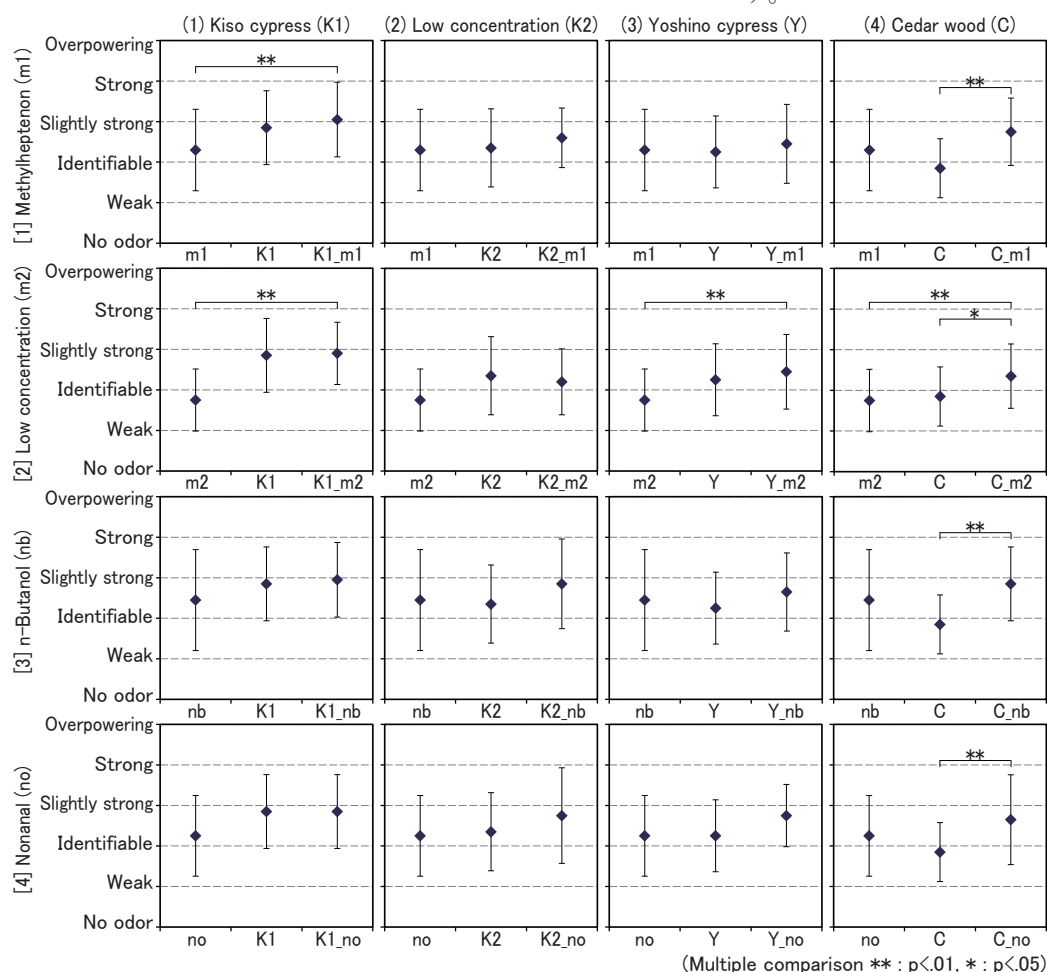 (1) Kiso cypress (K1) (2) Low concentration (K2) (3) Yoshino cypress (Y) (4) Cedar wood (C)
[1] Methylheptenon (m1)
Overpowering
Strong
Slightly strong
Identifiable
Weak
No odor
** **
m1 K1 K1_m1 m1 K2 K2_m1 m1 Y Y_m1 m1 C C_m1
[2] Low concentration (m2)
Overpowering
Strong
Slightly strong
Identifiable
Weak
No odor
** ** ** *
m2 K1 K1_m2 m2 K2 K2_m2 m2 Y Y_m2 m2 C C_m2
[3] n-Butanol (nb)
Overpowering
Strong
Slightly strong
Identifiable
Weak
No odor
**
nb K1 K1_nb nb K2 K2_nb nb Y Y_nb nb C C_nb
[4] Nonanal (no)
Overpowering
Strong
Slightly strong
Identifiable
Weak
No odor
**
no K1 K1_no no K2 K2_no no Y Y_no no C C_no
(Multiple comparison ** : p<.01, * : p<.05)